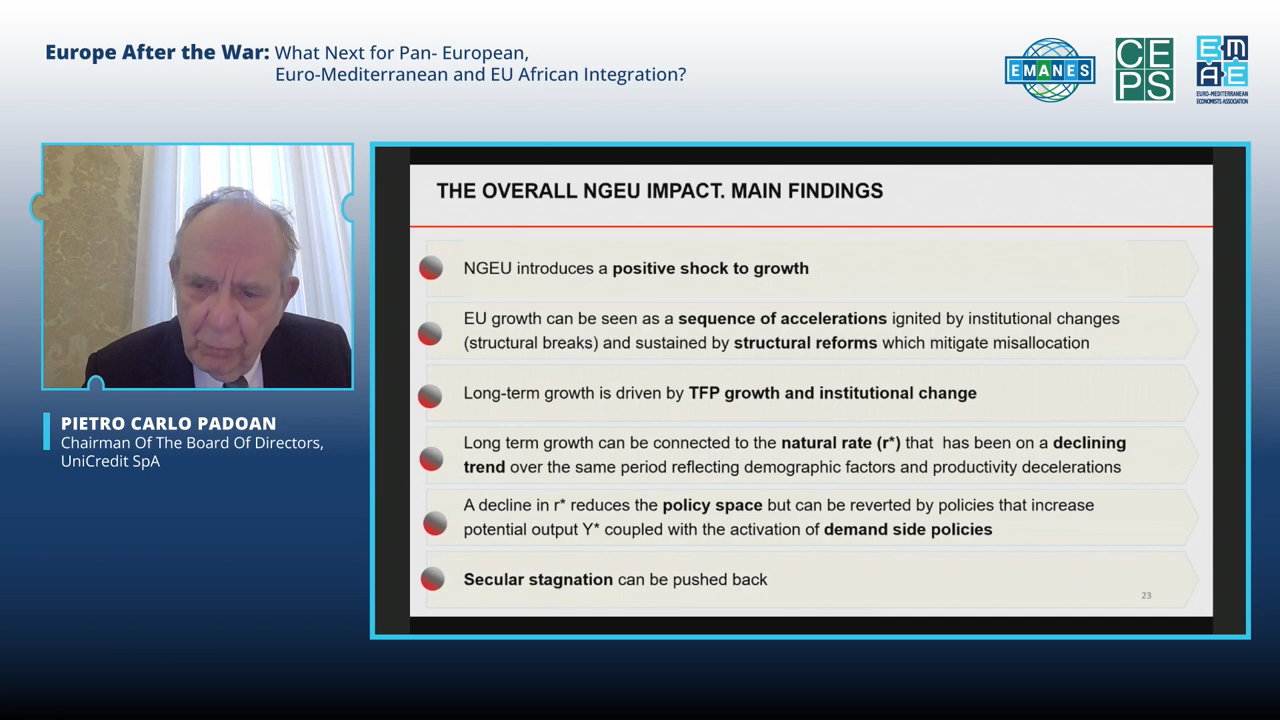 Europe After the War: What Next for Pan- European,
Euro-Mediterranean and EU African Integration?
EMANES
CE
PS
EM
AE
EURO-MEDITERRANEAN
ECONOMISTS ASSOCIATION
THE OVERALL NGEU IMPACT. MAIN FINDINGS
NGEU introduces a positive shock to growth
EU growth can be seen as a sequence of accelerations ignited by institutional changes
(structural breaks) and sustained by structural reforms which mitigate misallocation
Long-term growth is driven by TFP growth and institutional change
Long term growth can be connected to the natural rate (r*) that has been on a declining
trend over the same period reflecting demographic factors and productivity decelerations
A decline in r* reduces the policy space but can be reverted by policies that increase
potential output Y* coupled with the activation of demand side policies
Secular stagnation can be pushed back
23
PIETRO CARLO PADOAN
Chairman Of The Board Of Directors,
UniCredit SpA